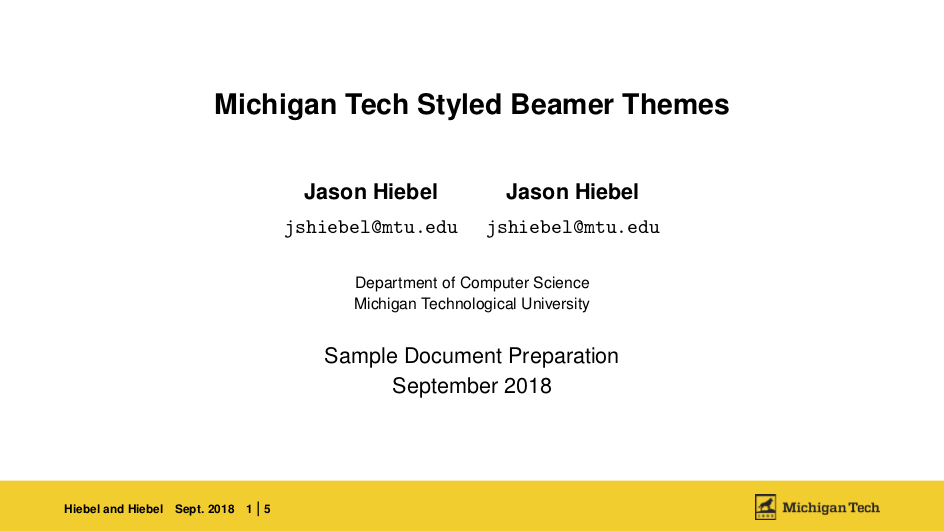 Michigan Tech Styled Beamer Themes
Jason Hiebel Jason Hiebel
jshiebel@mtu.edu jshiebel@mtu.edu
Department of Computer Science
Michigan Technological University
Sample Document Preparation
September 2018
Hiebel and Hiebel Sept. 2018 1 | 5
Michigan Tech